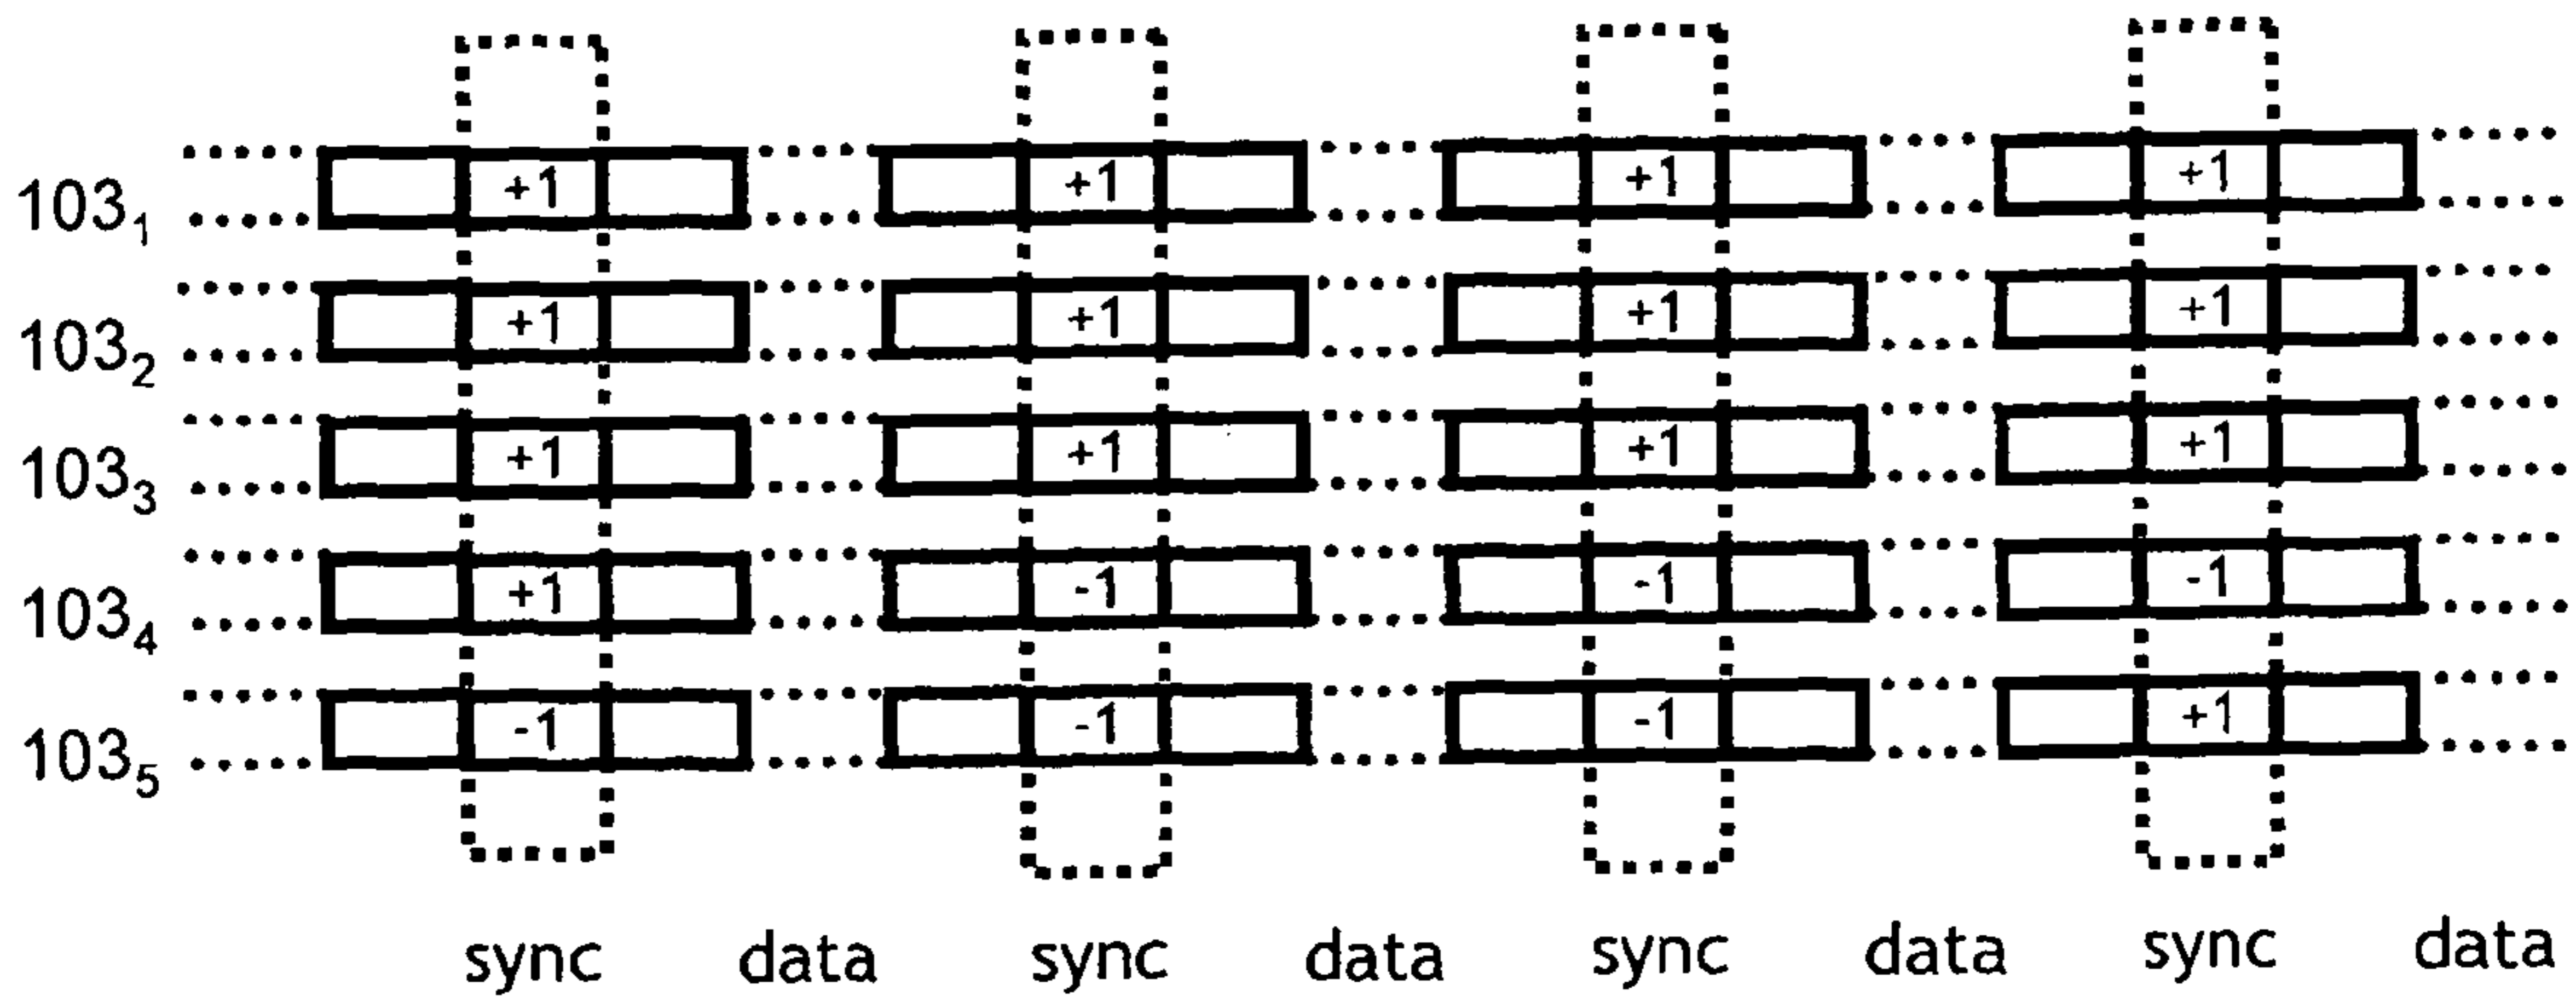 103₁ +1 +1 +1 +1
103₂ +1 +1 +1 +1
103₃ +1 +1 +1 +1
103₄ +1 -1 -1 -1
103₅ -1 -1 -1 +1
sync data sync data sync data sync data